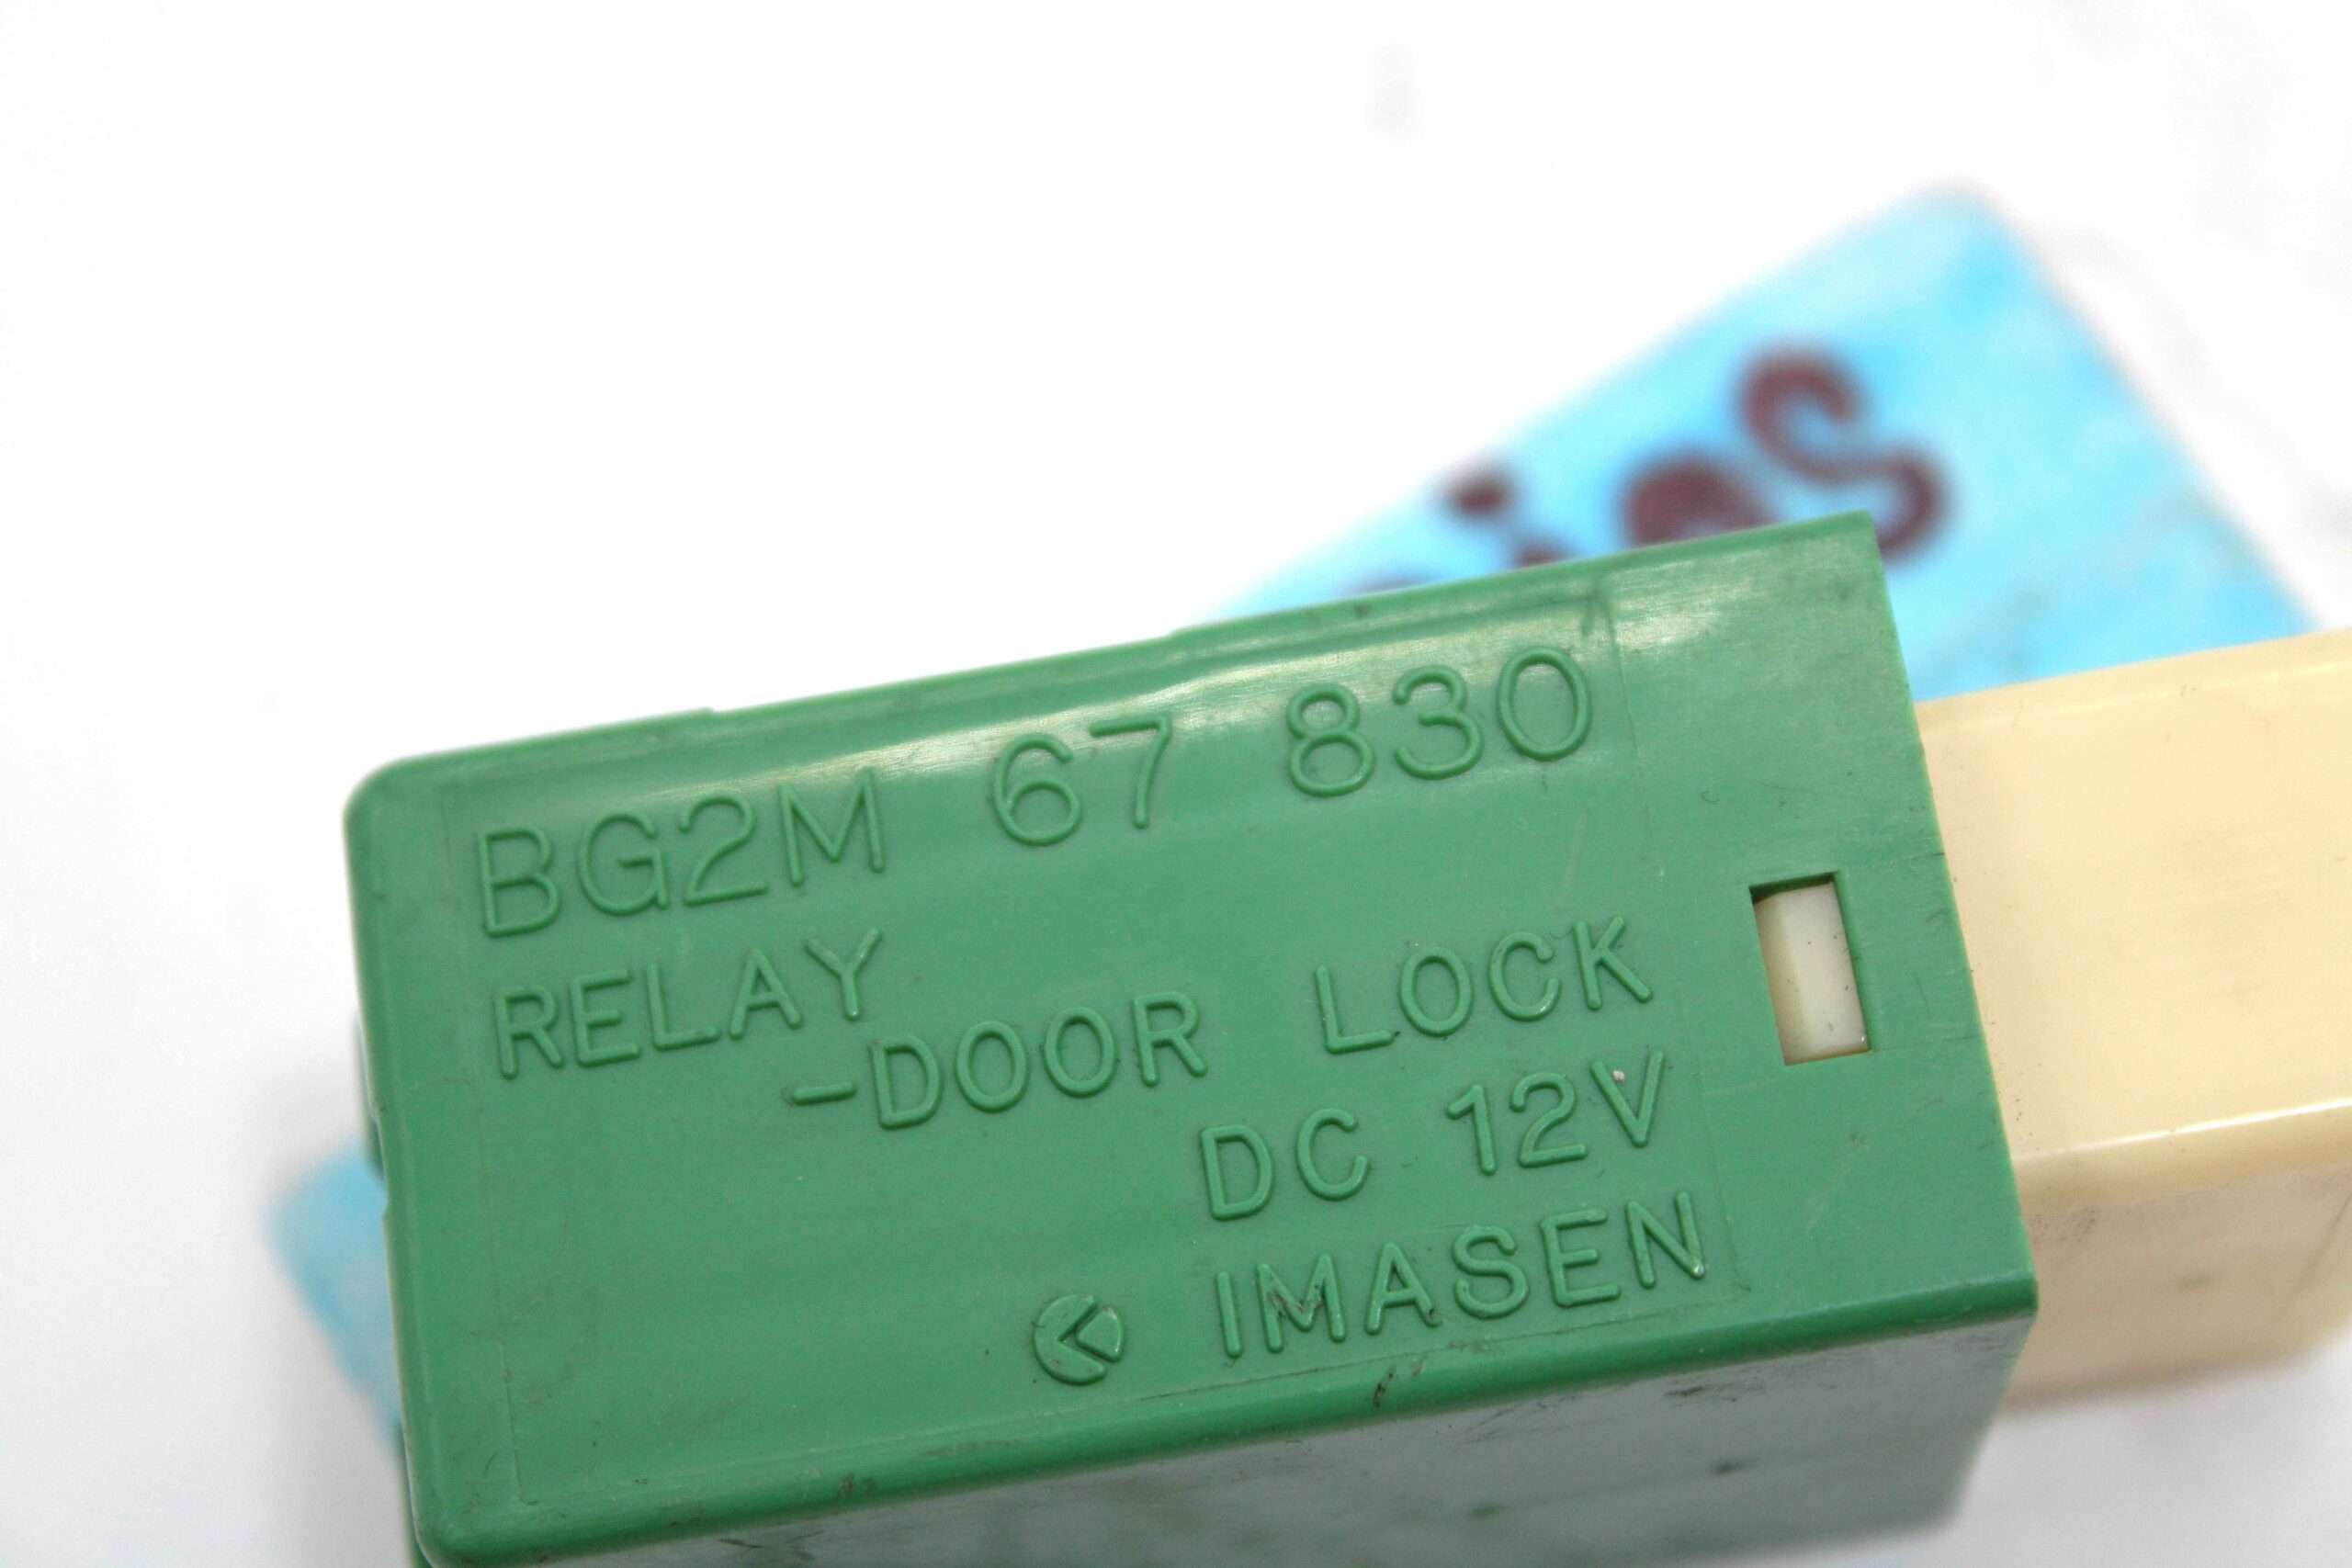 BG2M 67 830
RELAY
-DOOR LOCK
DC 12V
IMASEN